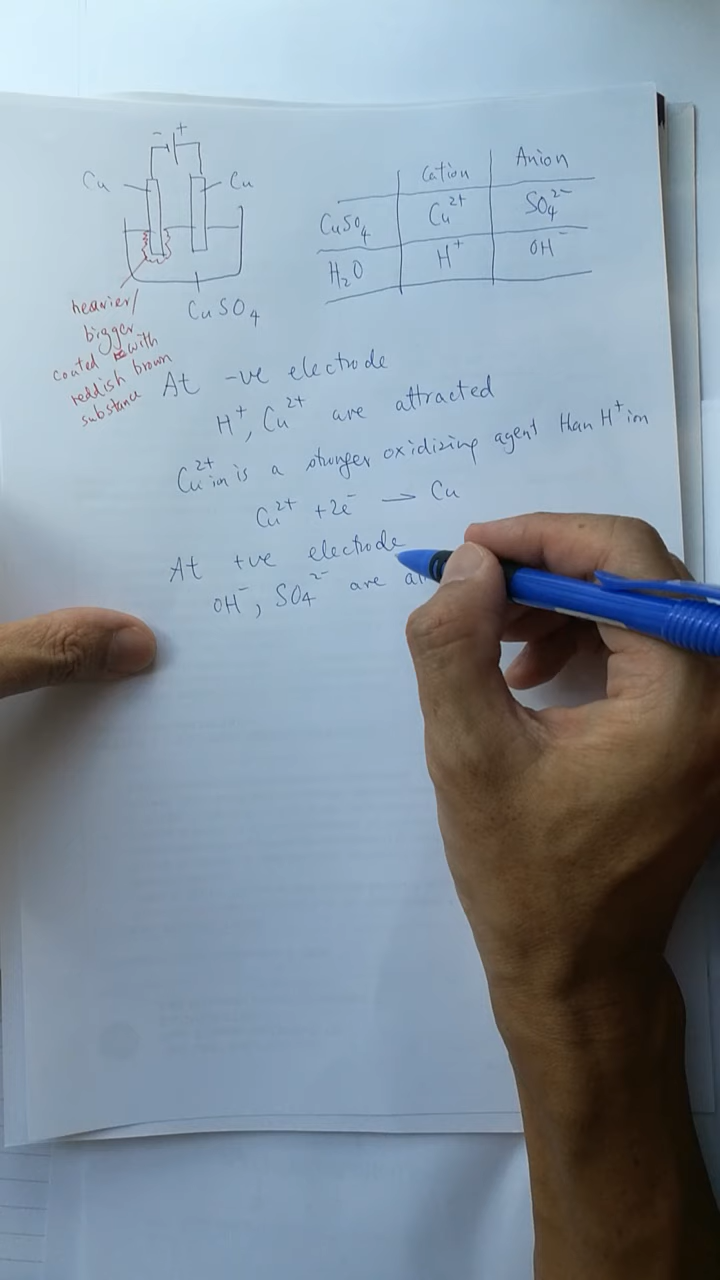 - +
Cu Cu
CuSO₄
heavier/
bigger
coated with
reddish brown
substance
Cation Anion
CuSO₄ Cu²⁺ SO₄²⁻
H₂O H⁺ OH⁻
At -ve electrode
H⁺, Cu²⁺ are attracted
Cu²⁺ ion is a stronger oxidizing agent than H⁺ ion
Cu²⁺ +2e⁻ → Cu
At +ve electrode
OH⁻, SO₄²⁻ are